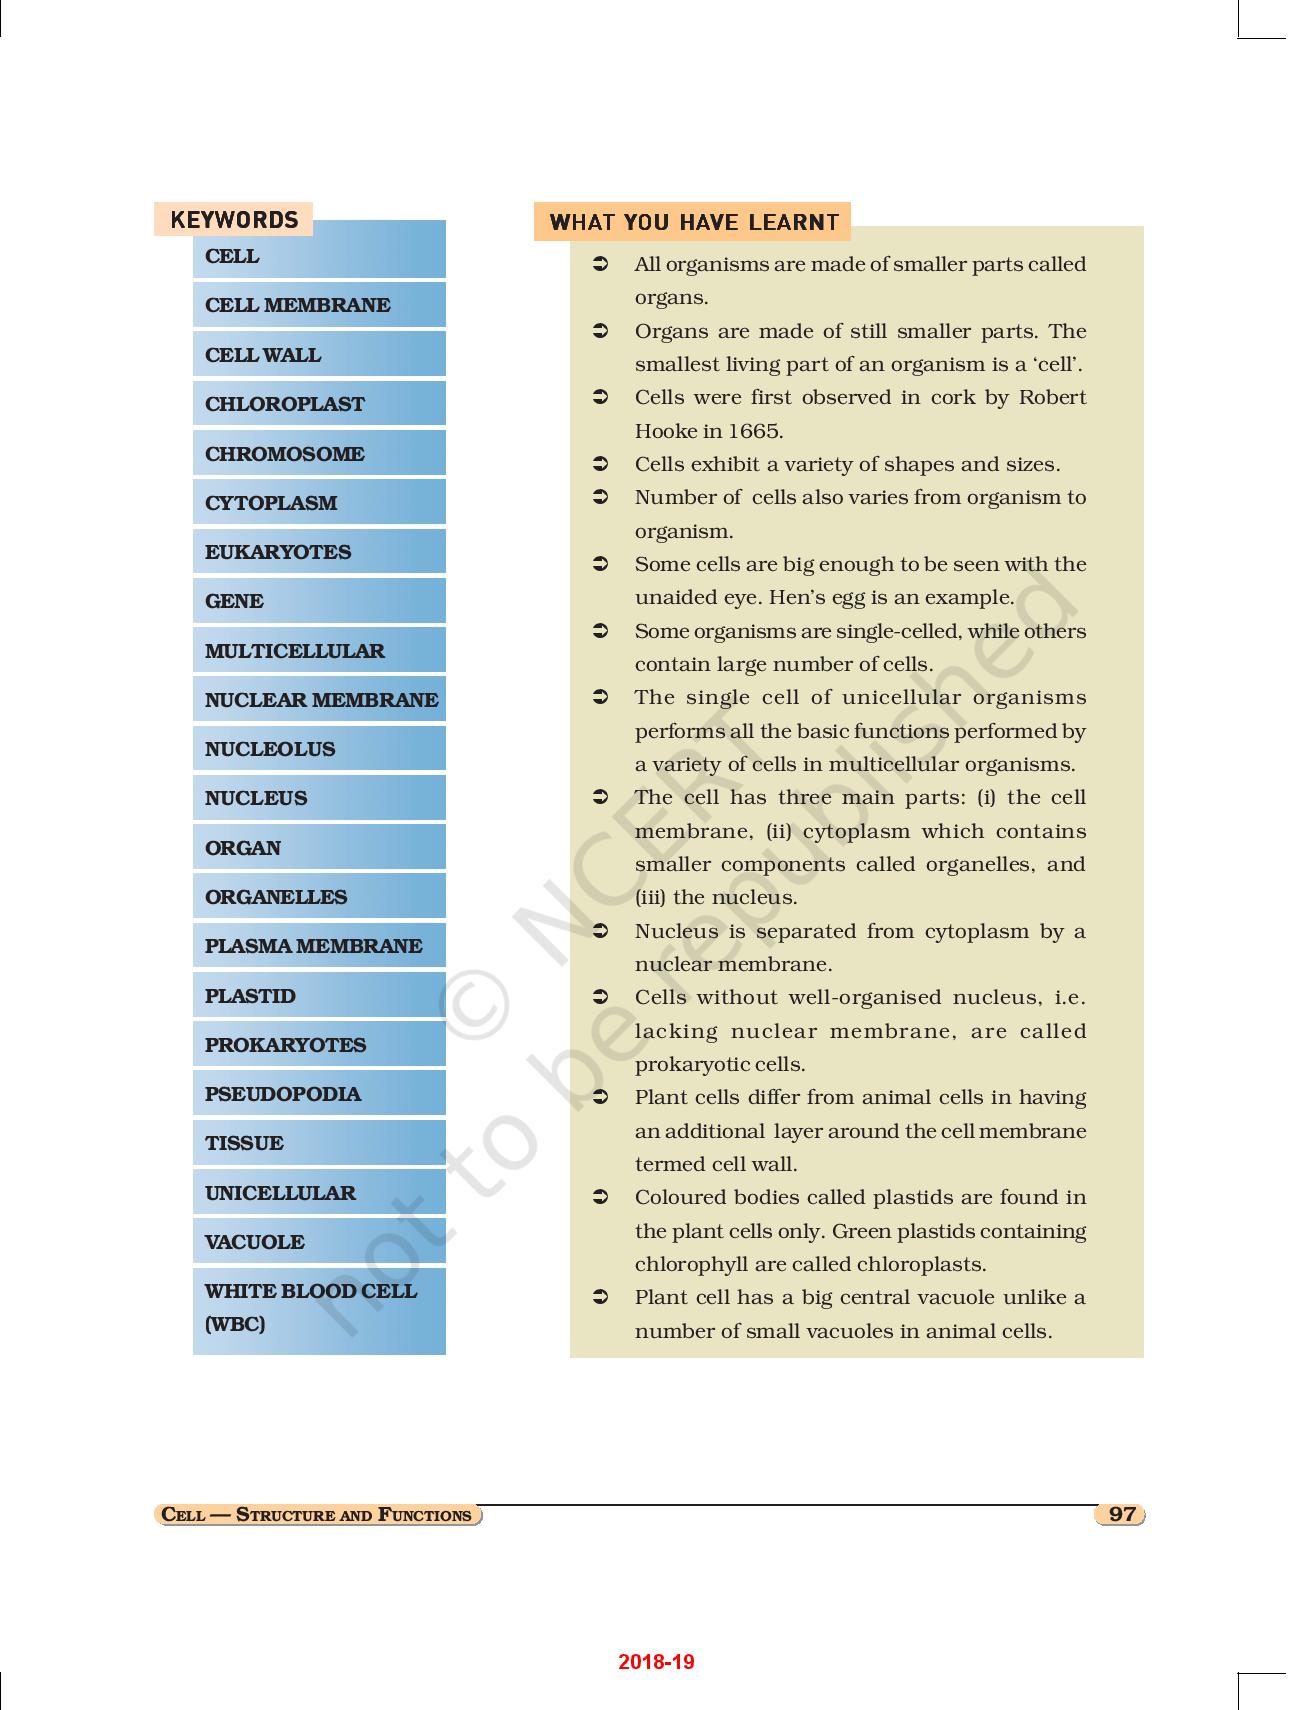 KEYWORDS
CELL
CELL MEMBRANE
CELL WALL
CHLOROPLAST
CHROMOSOME
CYTOPLASM
EUKARYOTES
GENE
MULTICELLULAR
NUCLEAR MEMBRANE
NUCLEOLUS
NUCLEUS
ORGAN
ORGANELLES
PLASMA MEMBRANE
PLASTID
PROKARYOTES
PSEUDOPODIA
TISSUE
UNICELLULAR
VACUOLE
WHITE BLOOD CELL
(WBC)
WHAT YOU HAVE LEARNT
➲ All organisms are made of smaller parts called
organs.
➲ Organs are made of still smaller parts. The
smallest living part of an organism is a ‘cell’.
➲ Cells were first observed in cork by Robert
Hooke in 1665.
➲ Cells exhibit a variety of shapes and sizes.
➲ Number of cells also varies from organism to
organism.
➲ Some cells are big enough to be seen with the
unaided eye. Hen’s egg is an example.
➲ Some organisms are single-celled, while others
contain large number of cells.
➲ The single cell of unicellular organisms
performs all the basic functions performed by
a variety of cells in multicellular organisms.
➲ The cell has three main parts: (i) the cell
membrane, (ii) cytoplasm which contains
smaller components called organelles, and
(iii) the nucleus.
➲ Nucleus is separated from cytoplasm by a
nuclear membrane.
➲ Cells without well-organised nucleus, i.e.
lacking nuclear membrane, are called
prokaryotic cells.
➲ Plant cells differ from animal cells in having
an additional layer around the cell membrane
termed cell wall.
➲ Coloured bodies called plastids are found in
the plant cells only. Green plastids containing
chlorophyll are called chloroplasts.
➲ Plant cell has a big central vacuole unlike a
number of small vacuoles in animal cells.
© NCERT
not to be republished
CELL — STRUCTURE AND FUNCTIONS
97
2018-19